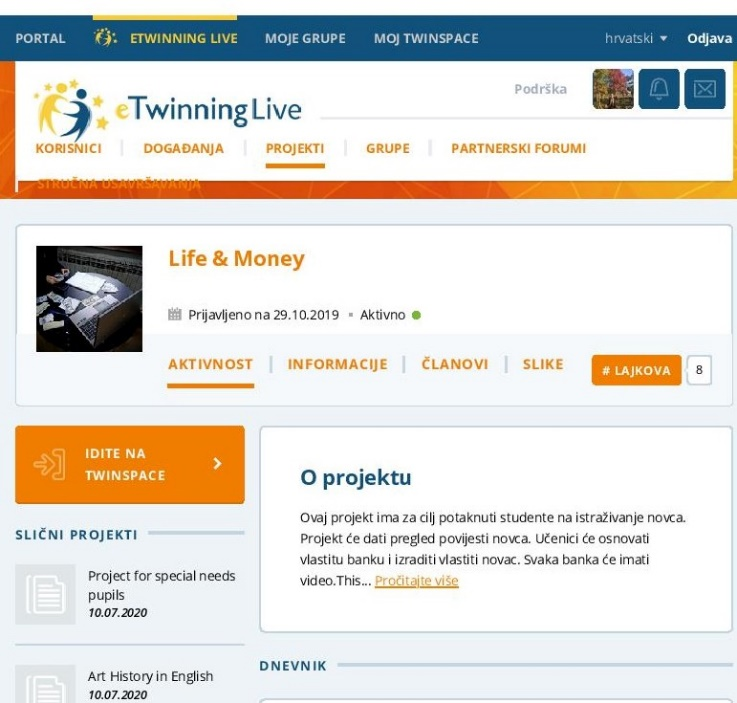 PORTAL ETWINNING LIVE MOJE GRUPE MOJ TWINSPACE hrvatski Odjava
Podrška
eTwinningLive
KORISNICI DOGAĐANJA PROJEKTI GRUPE PARTNERSKI FORUMI
STRUČNA USAVRŠAVANJA
Life & Money
Prijavljeno na 29.10.2019 Aktivno
AKTIVNOST INFORMACIJE ČLANOVI SLIKE # LAJKOVA 8
IDITE NA
TWINSPACE
SLIČNI PROJEKTI
Project for special needs
pupils
10.07.2020
Art History in English
10.07.2020
O projektu
Ovaj projekt ima za cilj potaknuti studente na istraživanje novca.
Projekt će dati pregled povijesti novca. Učenici će osnovati
vlastitu banku i izraditi vlastiti novac. Svaka banka će imati
video.This... Pročitajte više
DNEVNIK